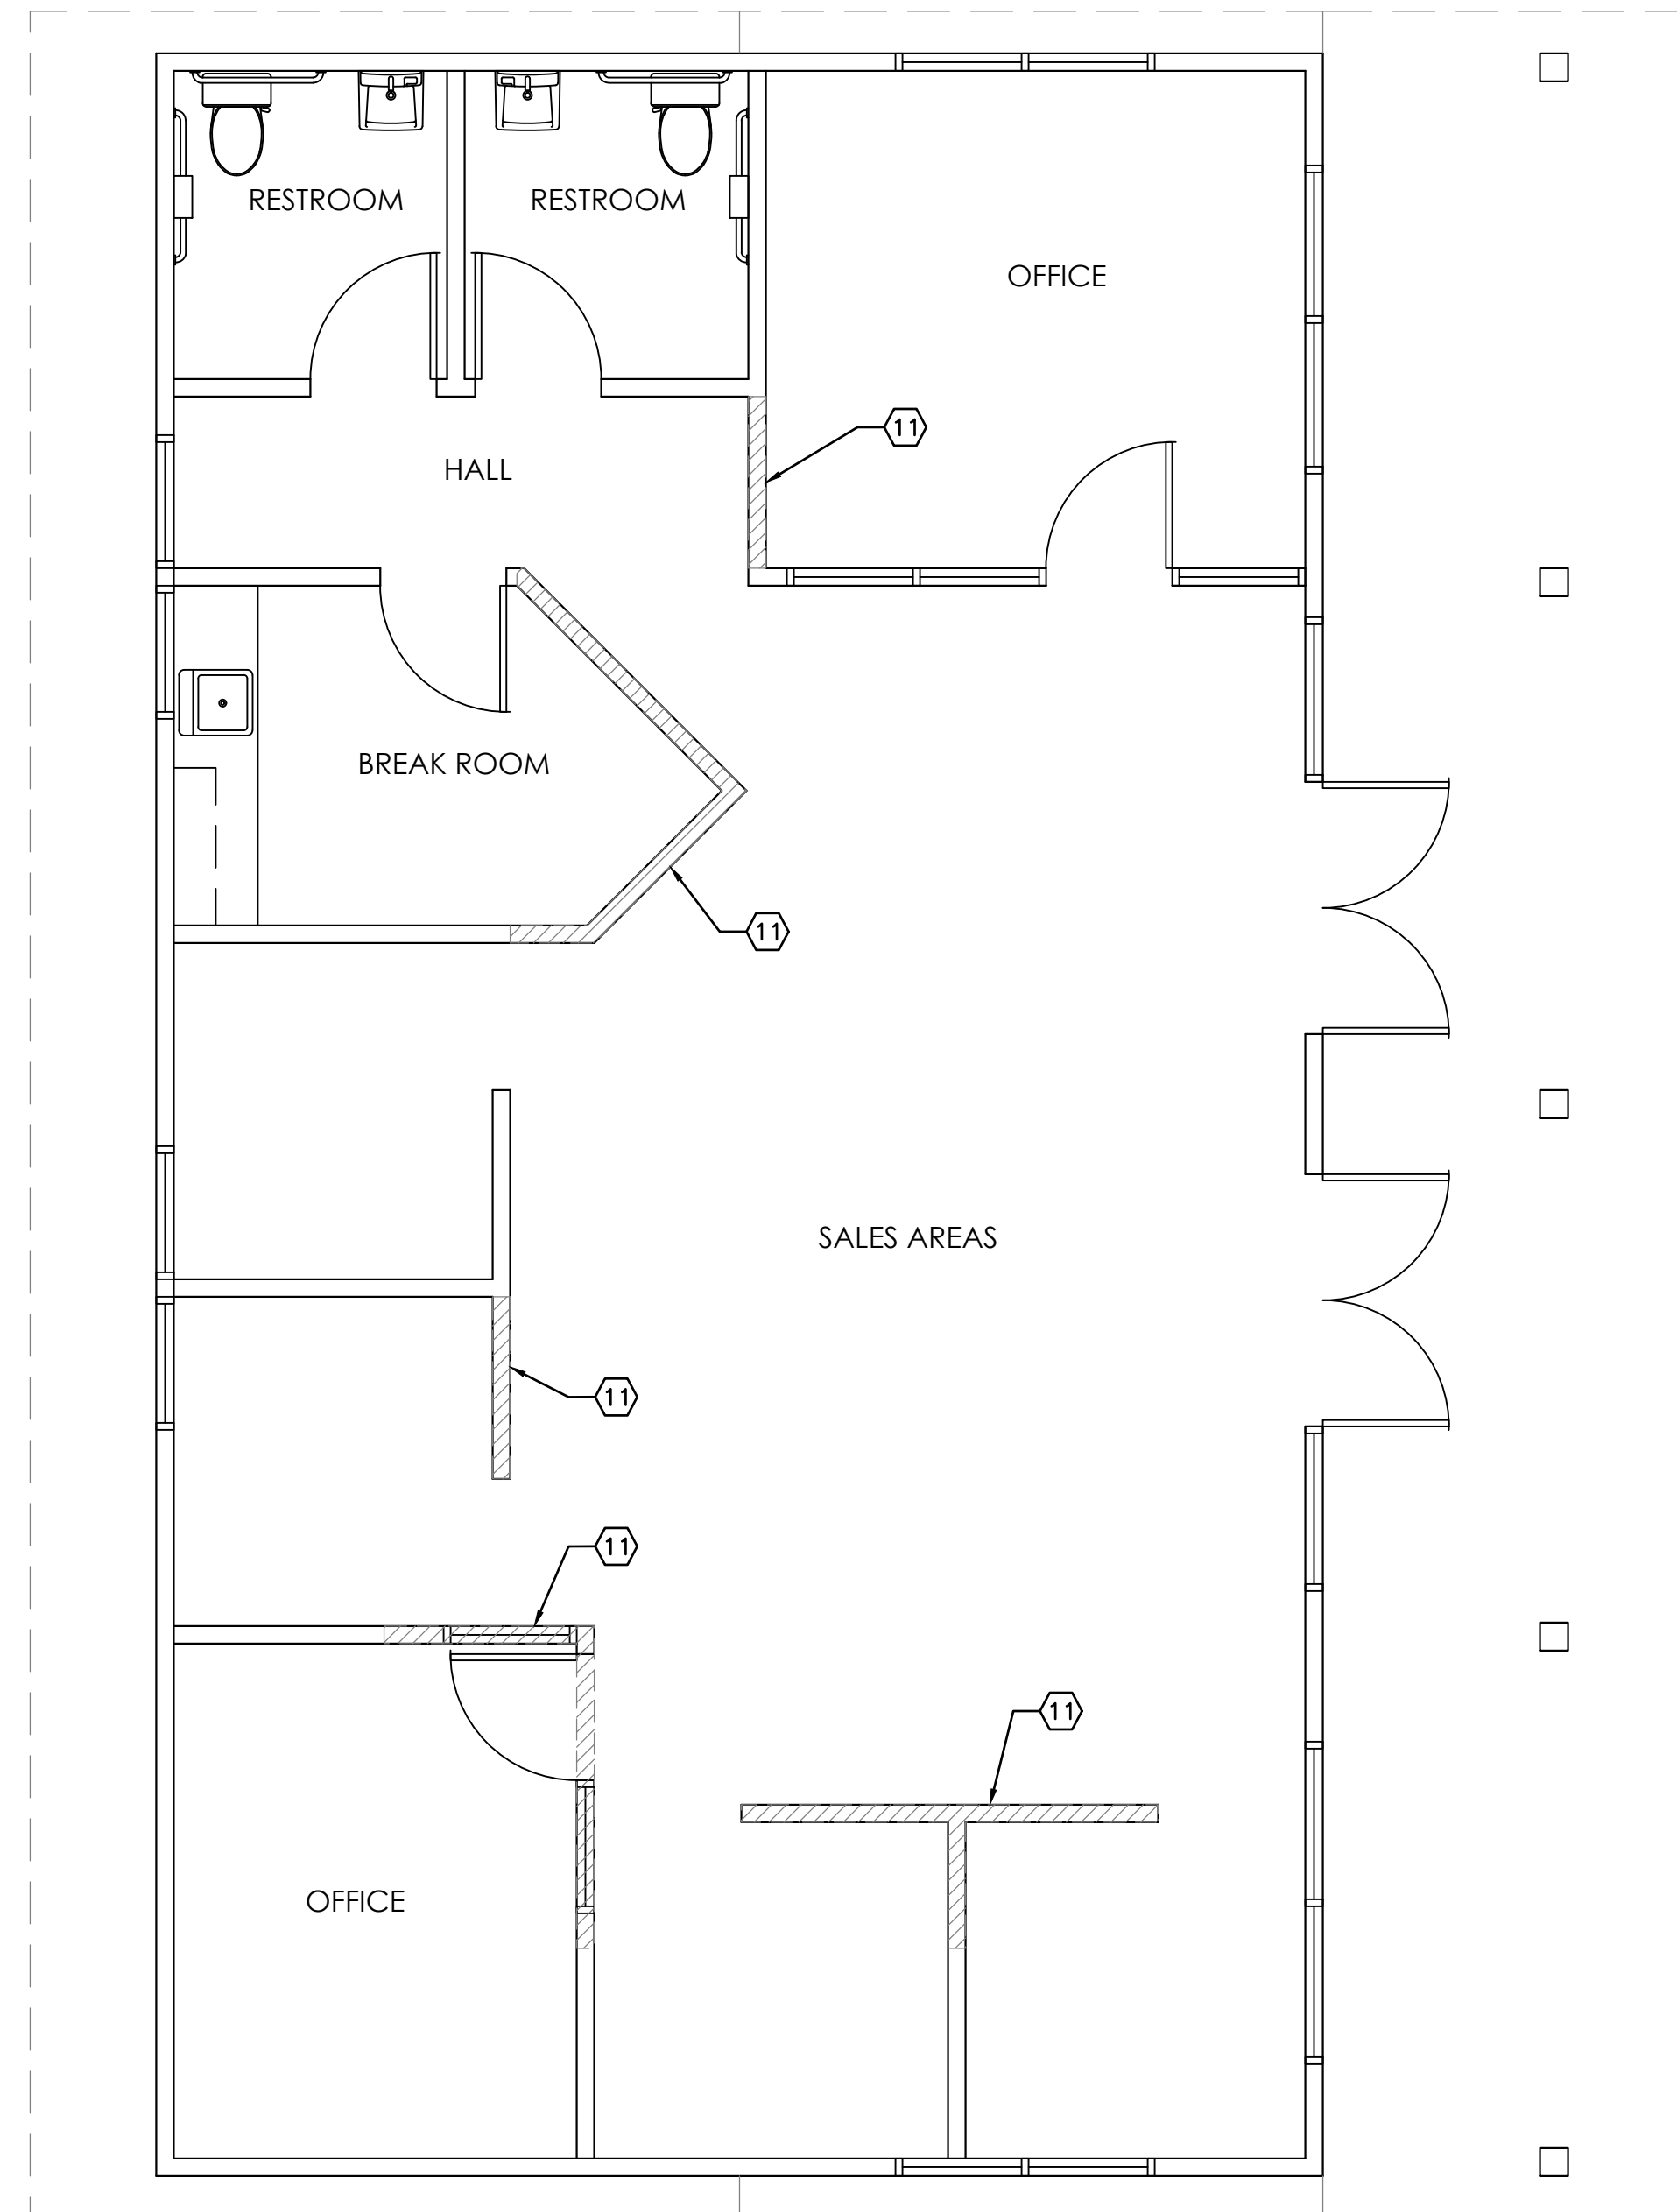 RESTROOM
RESTROOM
OFFICE
11
HALL
BREAK ROOM
11
SALES AREAS
11
11
11
OFFICE